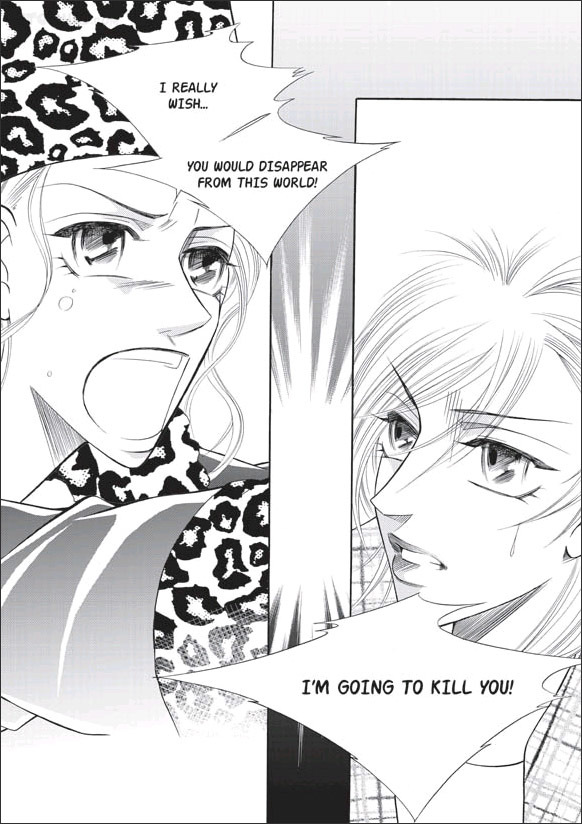 I REALLY
WISH...
YOU WOULD DISAPPEAR
FROM THIS WORLD!
I'M GOING TO KILL YOU!